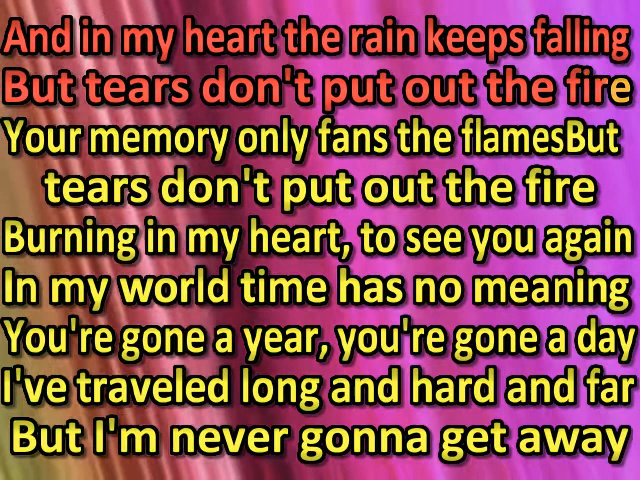 And in my heart the rain keeps falling
But tears don't put out the fire
Your memory only fans the flamesBut
tears don't put out the fire
Burning in my heart, to see you again
In my world time has no meaning
You're gone a year, you're gone a day
I've traveled long and hard and far
But I'm never gonna get away